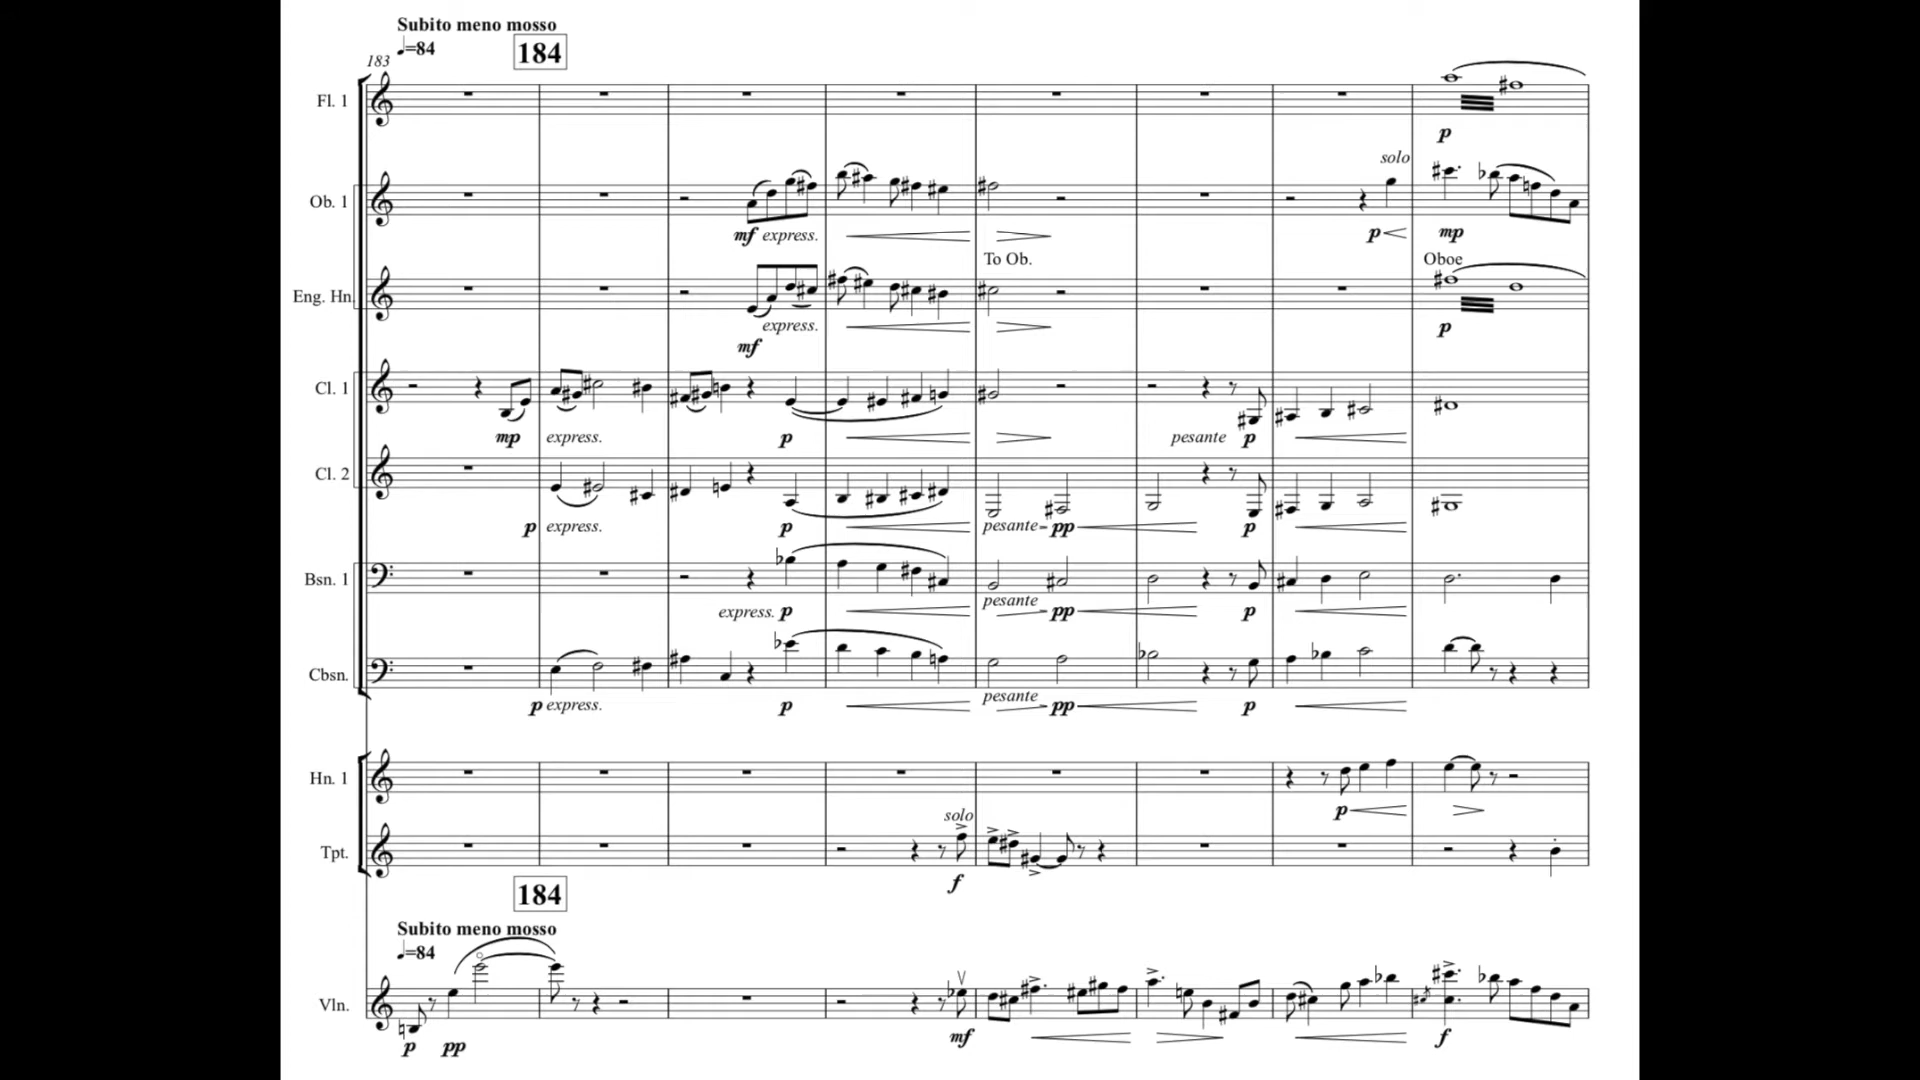 Subito meno mosso
♩=84
184
183
Fl. 1
p
solo
Ob. 1
mf express.
p
mp
To Ob.
Oboe
Eng. Hn.
express.
p
mf
Cl. 1
mp express.
p
pesante p
Cl. 2
p express.
p
pesante pp
p
Bsn. 1
express. p
pesante
pp
p
Cbsn.
p express.
p
pesante
pp
p
Hn. 1
p
solo
Tpt.
f
184
Subito meno mosso
♩=84
Vln.
p pp
mf
f